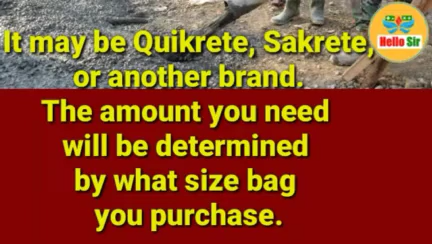 Hello Sir
It may be Quikrete, Sakrete,
or another brand.
The amount you need
will be determined
by what size bag
you purchase.